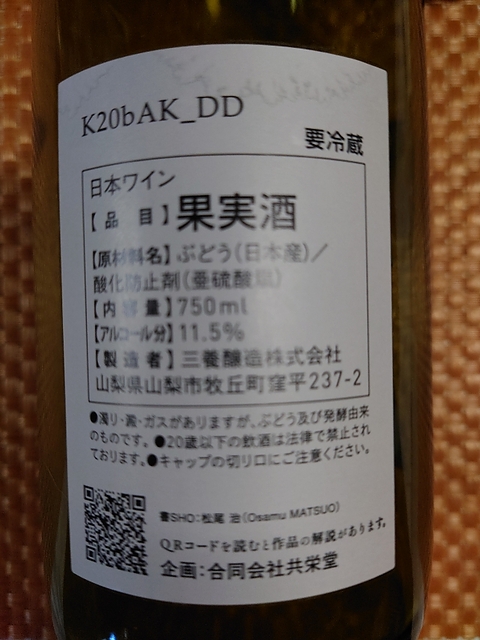 K20bAK_DD
要冷蔵
日本ワイン
【品 目】果実酒
【原材料名】ぶどう(日本産)/
酸化防止剤(亜硫酸塩)
【内 容 量】750ml
【アルコール分】11.5%
【製 造 者】三養醸造株式会社
山梨県山梨市牧丘町窪平237-2
●濁り・澱・ガスがありますが、ぶどう及び発酵由来
のものです。●20歳以下の飲酒は法律で禁止され
ております。●キャップの切り口にご注意ください。
書SHO:松尾 治(Osamu MATSUO)
QRコードを読むと作品の解説があります。
企画:合同会社共栄堂